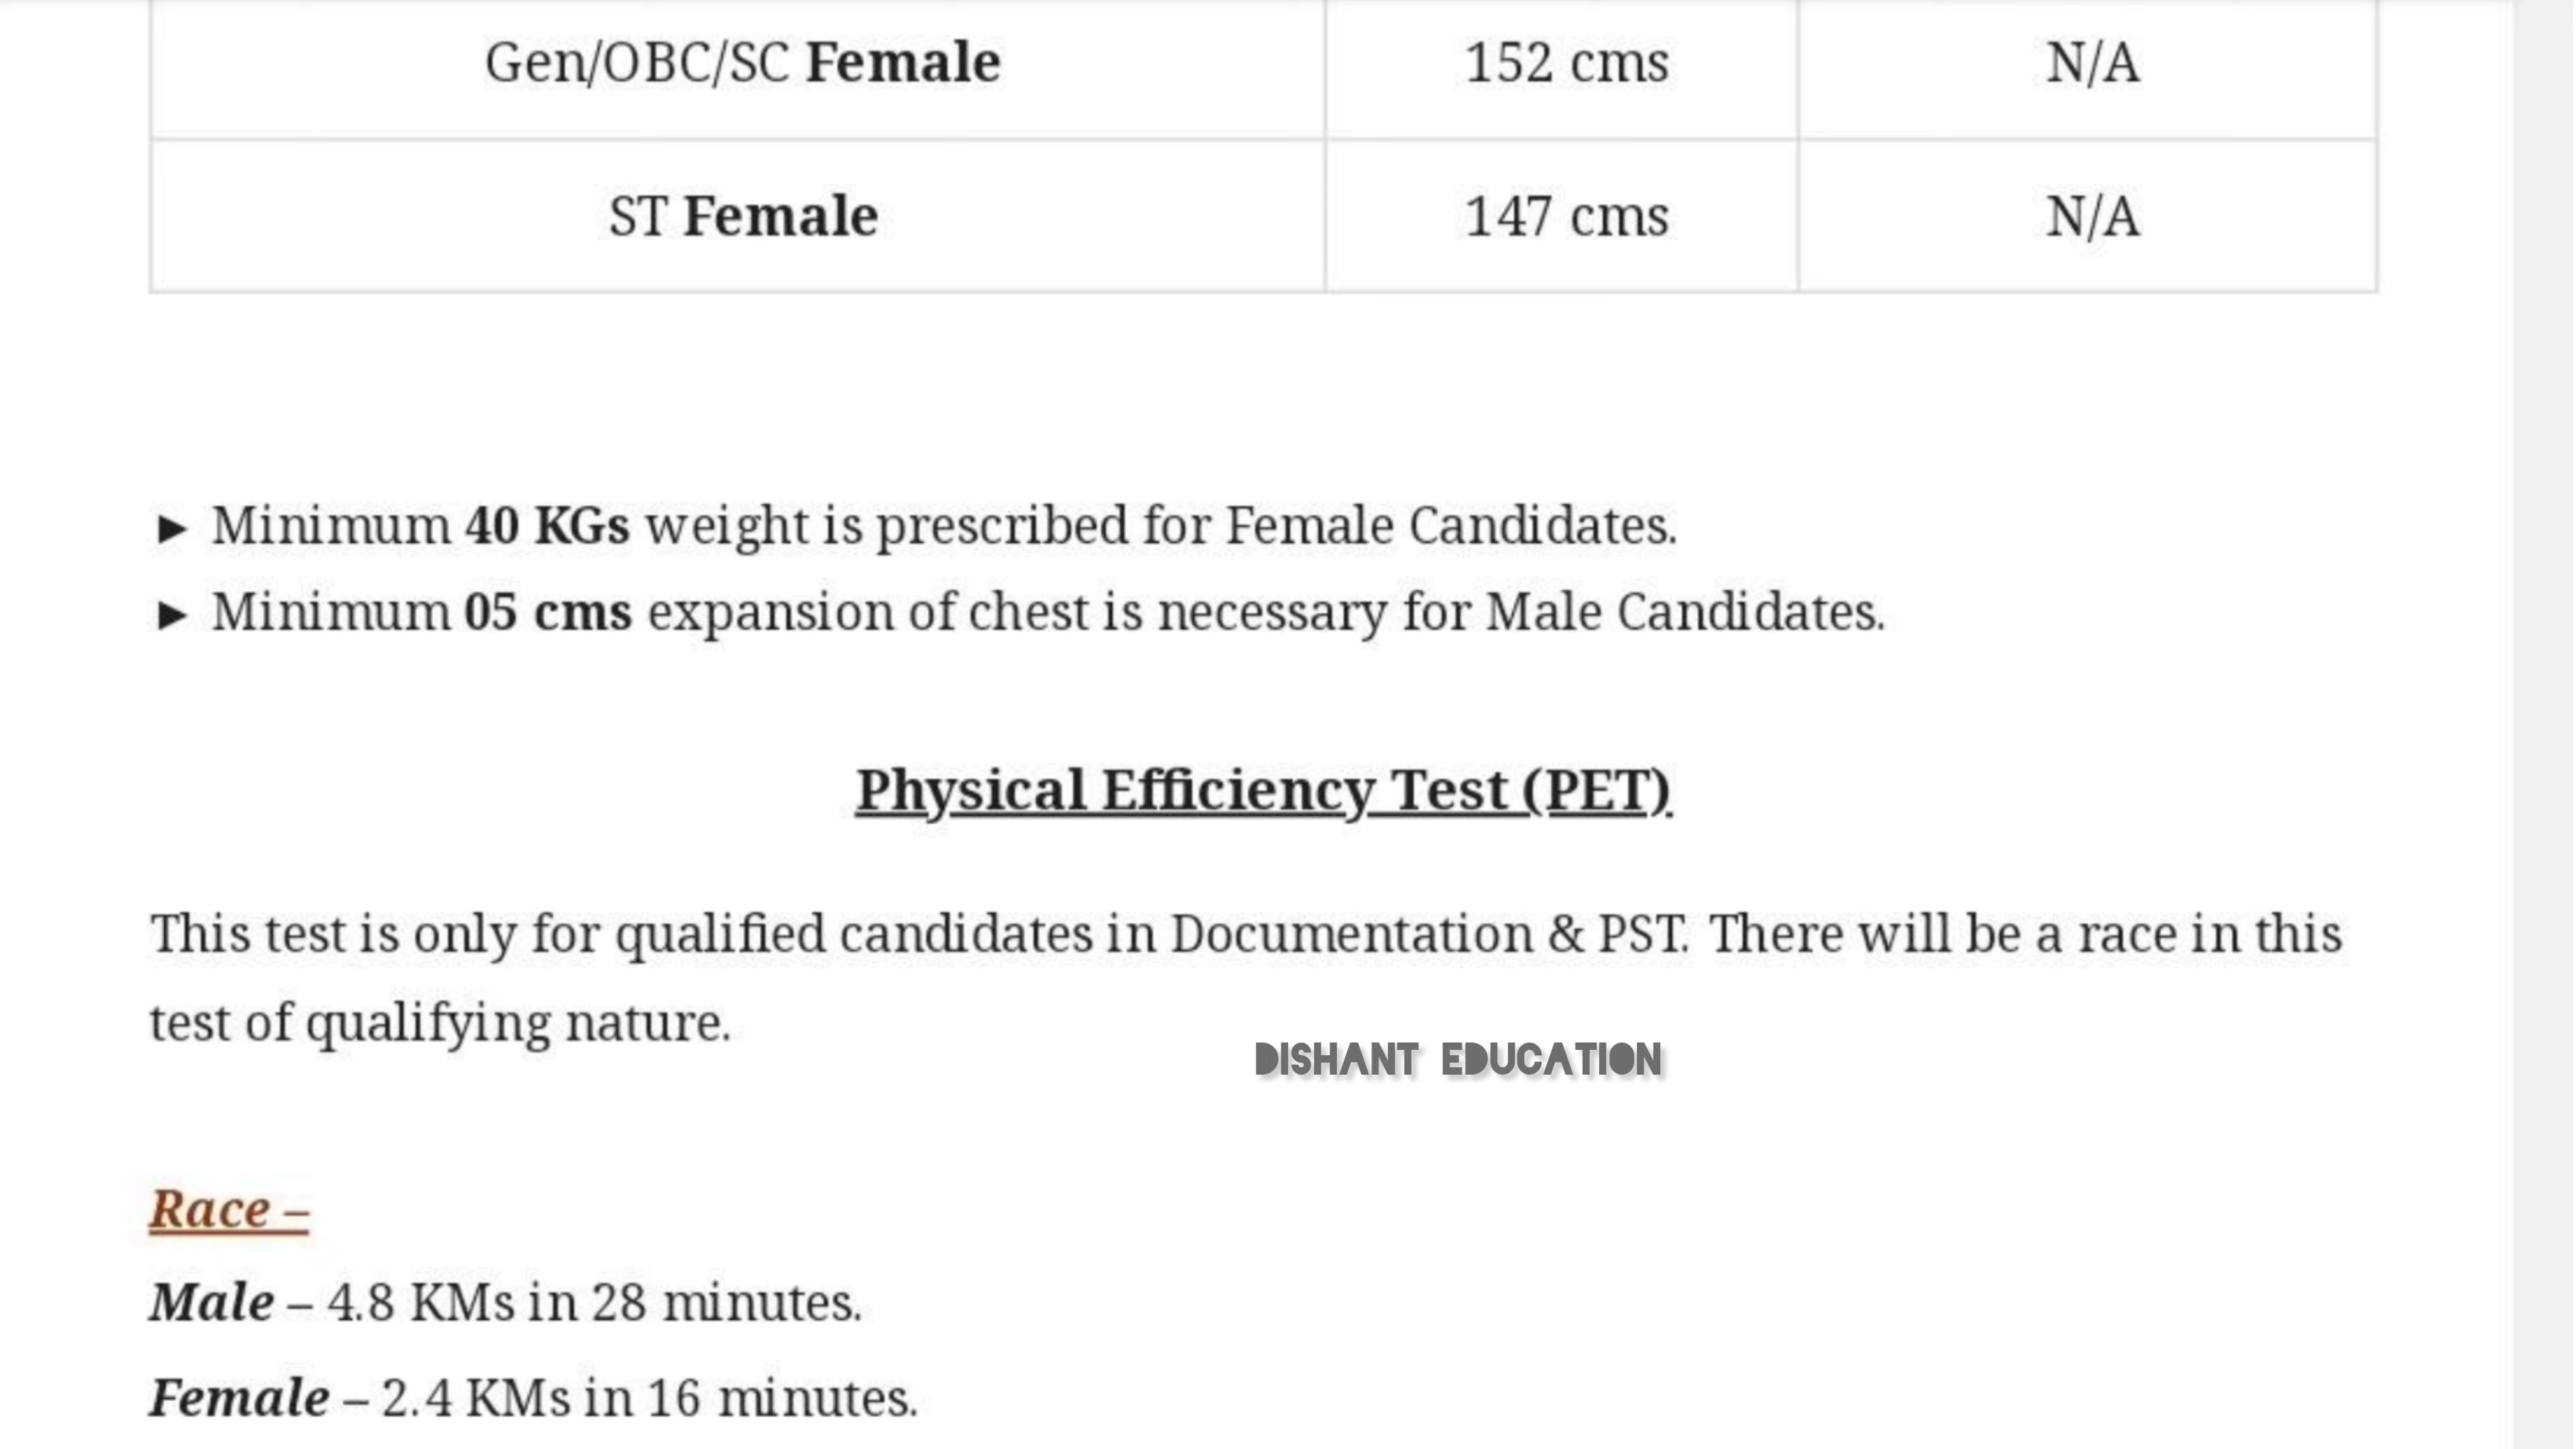 Gen/OBC/SC Female 152 cms N/A
ST Female 147 cms N/A
► Minimum 40 KGs weight is prescribed for Female Candidates.
► Minimum 05 cms expansion of chest is necessary for Male Candidates.
Physical Efficiency Test (PET)
This test is only for qualified candidates in Documentation & PST. There will be a race in this
test of qualifying nature.
DISHANT EDUCATION
Race –
Male – 4.8 KMs in 28 minutes.
Female – 2.4 KMs in 16 minutes.